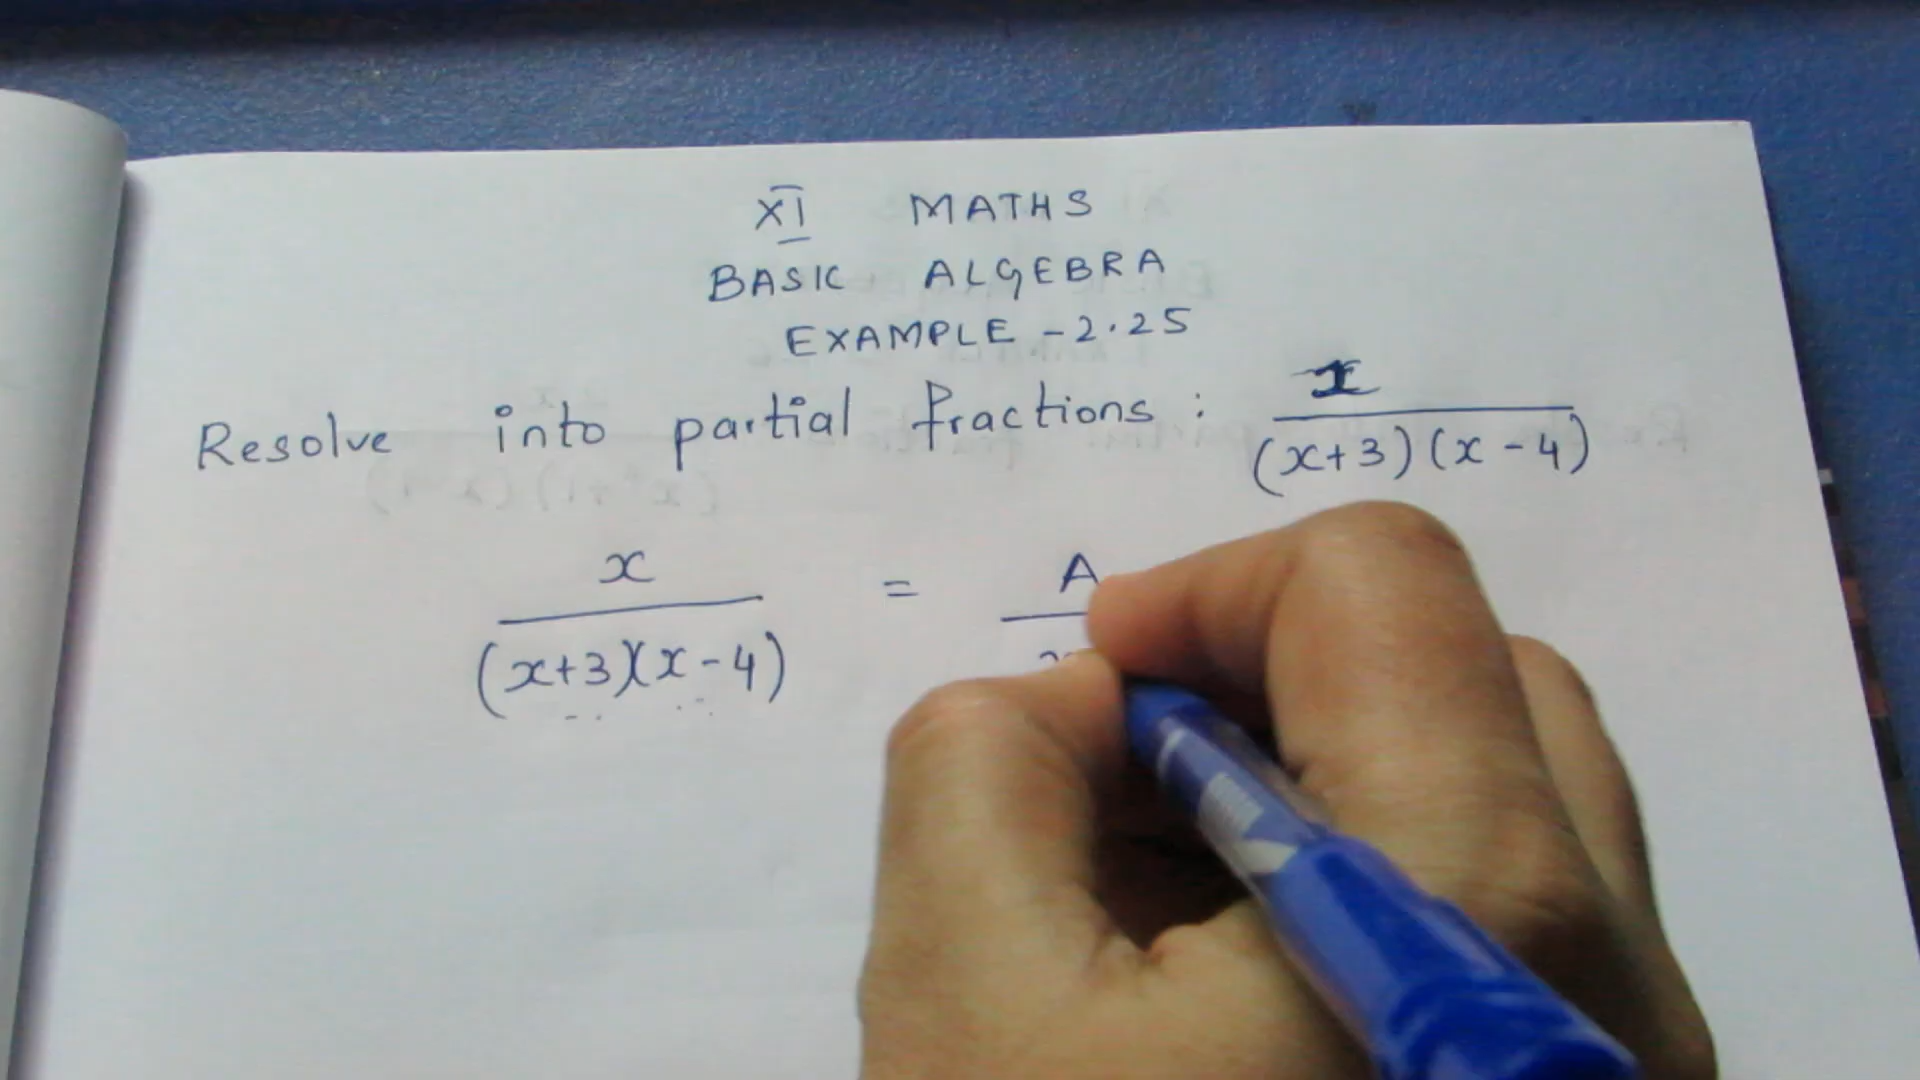 XI MATHS
BASIC ALGEBRA
EXAMPLE - 2.25
Resolve into partial fractions : x / (x+3)(x-4)
x / (x+3)(x-4) = A / x